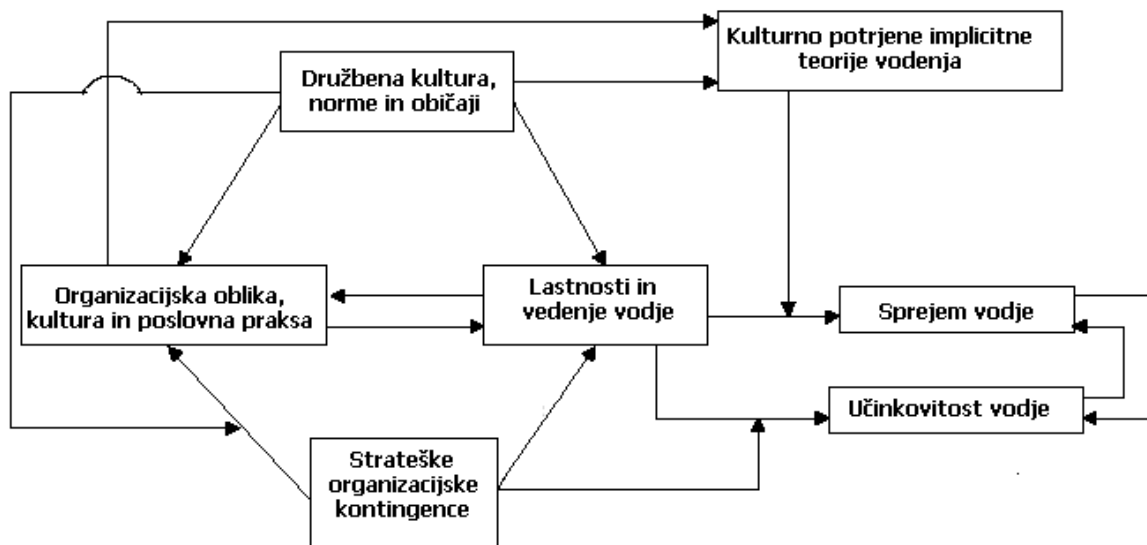 Kulturno potrjene implicitne
teorije vodenja
Družbena kultura,
norme in običaji
Organizacijska oblika,
kultura in poslovna praksa
Lastnosti in
vedenje vodje
Sprejem vodje
Učinkovitost vodje
Strateške
organizacijske
kontingence